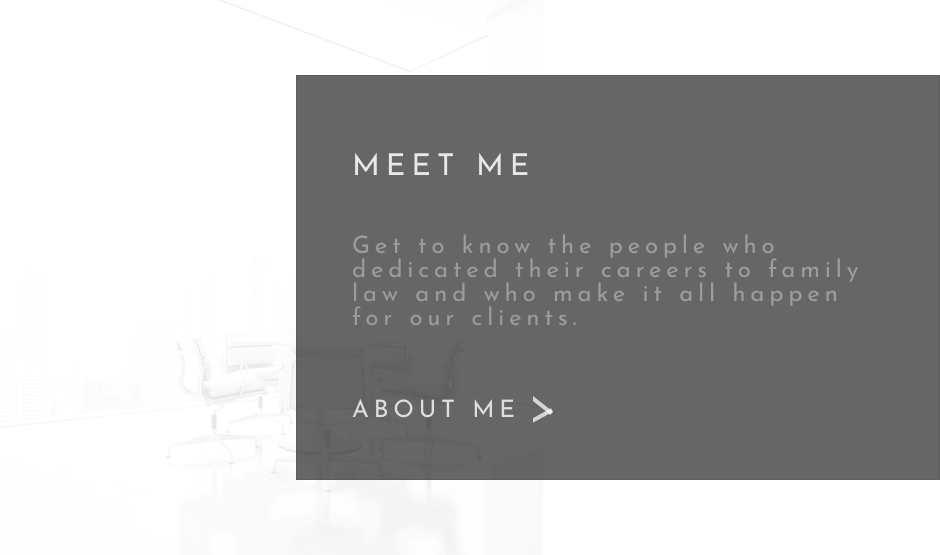 MEET ME
Get to know the people who
dedicated their careers to family
law and who make it all happen
for our clients.
ABOUT ME